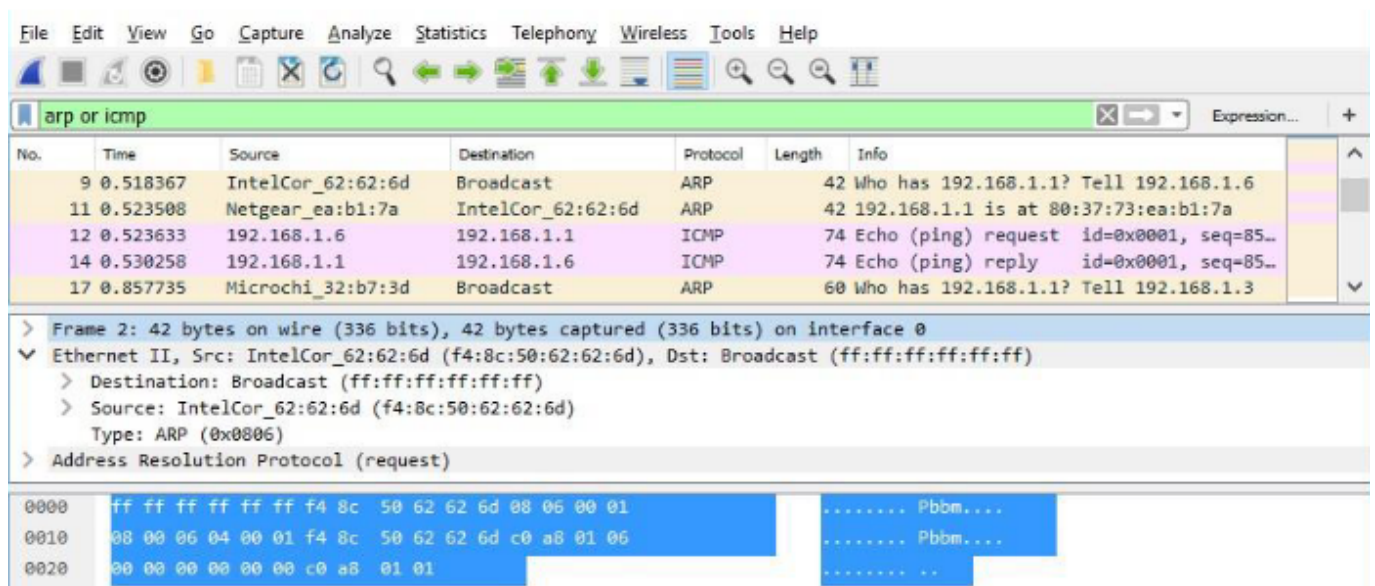 File Edit View Go Capture Analyze Statistics Telephony Wireless Tools Help
arp or icmp Expression... +
No. Time Source Destination Protocol Length Info
9 0.518367 IntelCor_62:62:6d Broadcast ARP 42 Who has 192.168.1.1? Tell 192.168.1.6
11 0.523508 Netgear_ea:b1:7a IntelCor_62:62:6d ARP 42 192.168.1.1 is at 80:37:73:ea:b1:7a
12 0.523633 192.168.1.6 192.168.1.1 ICMP 74 Echo (ping) request id=0x0001, seq=85…
14 0.530258 192.168.1.1 192.168.1.6 ICMP 74 Echo (ping) reply id=0x0001, seq=85…
17 0.857735 Microchi_32:b7:3d Broadcast ARP 60 Who has 192.168.1.1? Tell 192.168.1.3
> Frame 2: 42 bytes on wire (336 bits), 42 bytes captured (336 bits) on interface 0
Ethernet II, Src: IntelCor_62:62:6d (f4:8c:50:62:62:6d), Dst: Broadcast (ff:ff:ff:ff:ff:ff)
> Destination: Broadcast (ff:ff:ff:ff:ff:ff)
> Source: IntelCor_62:62:6d (f4:8c:50:62:62:6d)
Type: ARP (0x0806)
> Address Resolution Protocol (request)
0000 ff ff ff ff ff ff f4 8c 50 62 62 6d 08 06 00 01 ........ Pbbm....
0010 08 00 06 04 00 01 f4 8c 50 62 62 6d c0 a8 01 06 ........ Pbbm....
0020 00 00 00 00 00 00 c0 a8 01 01 ........ ..